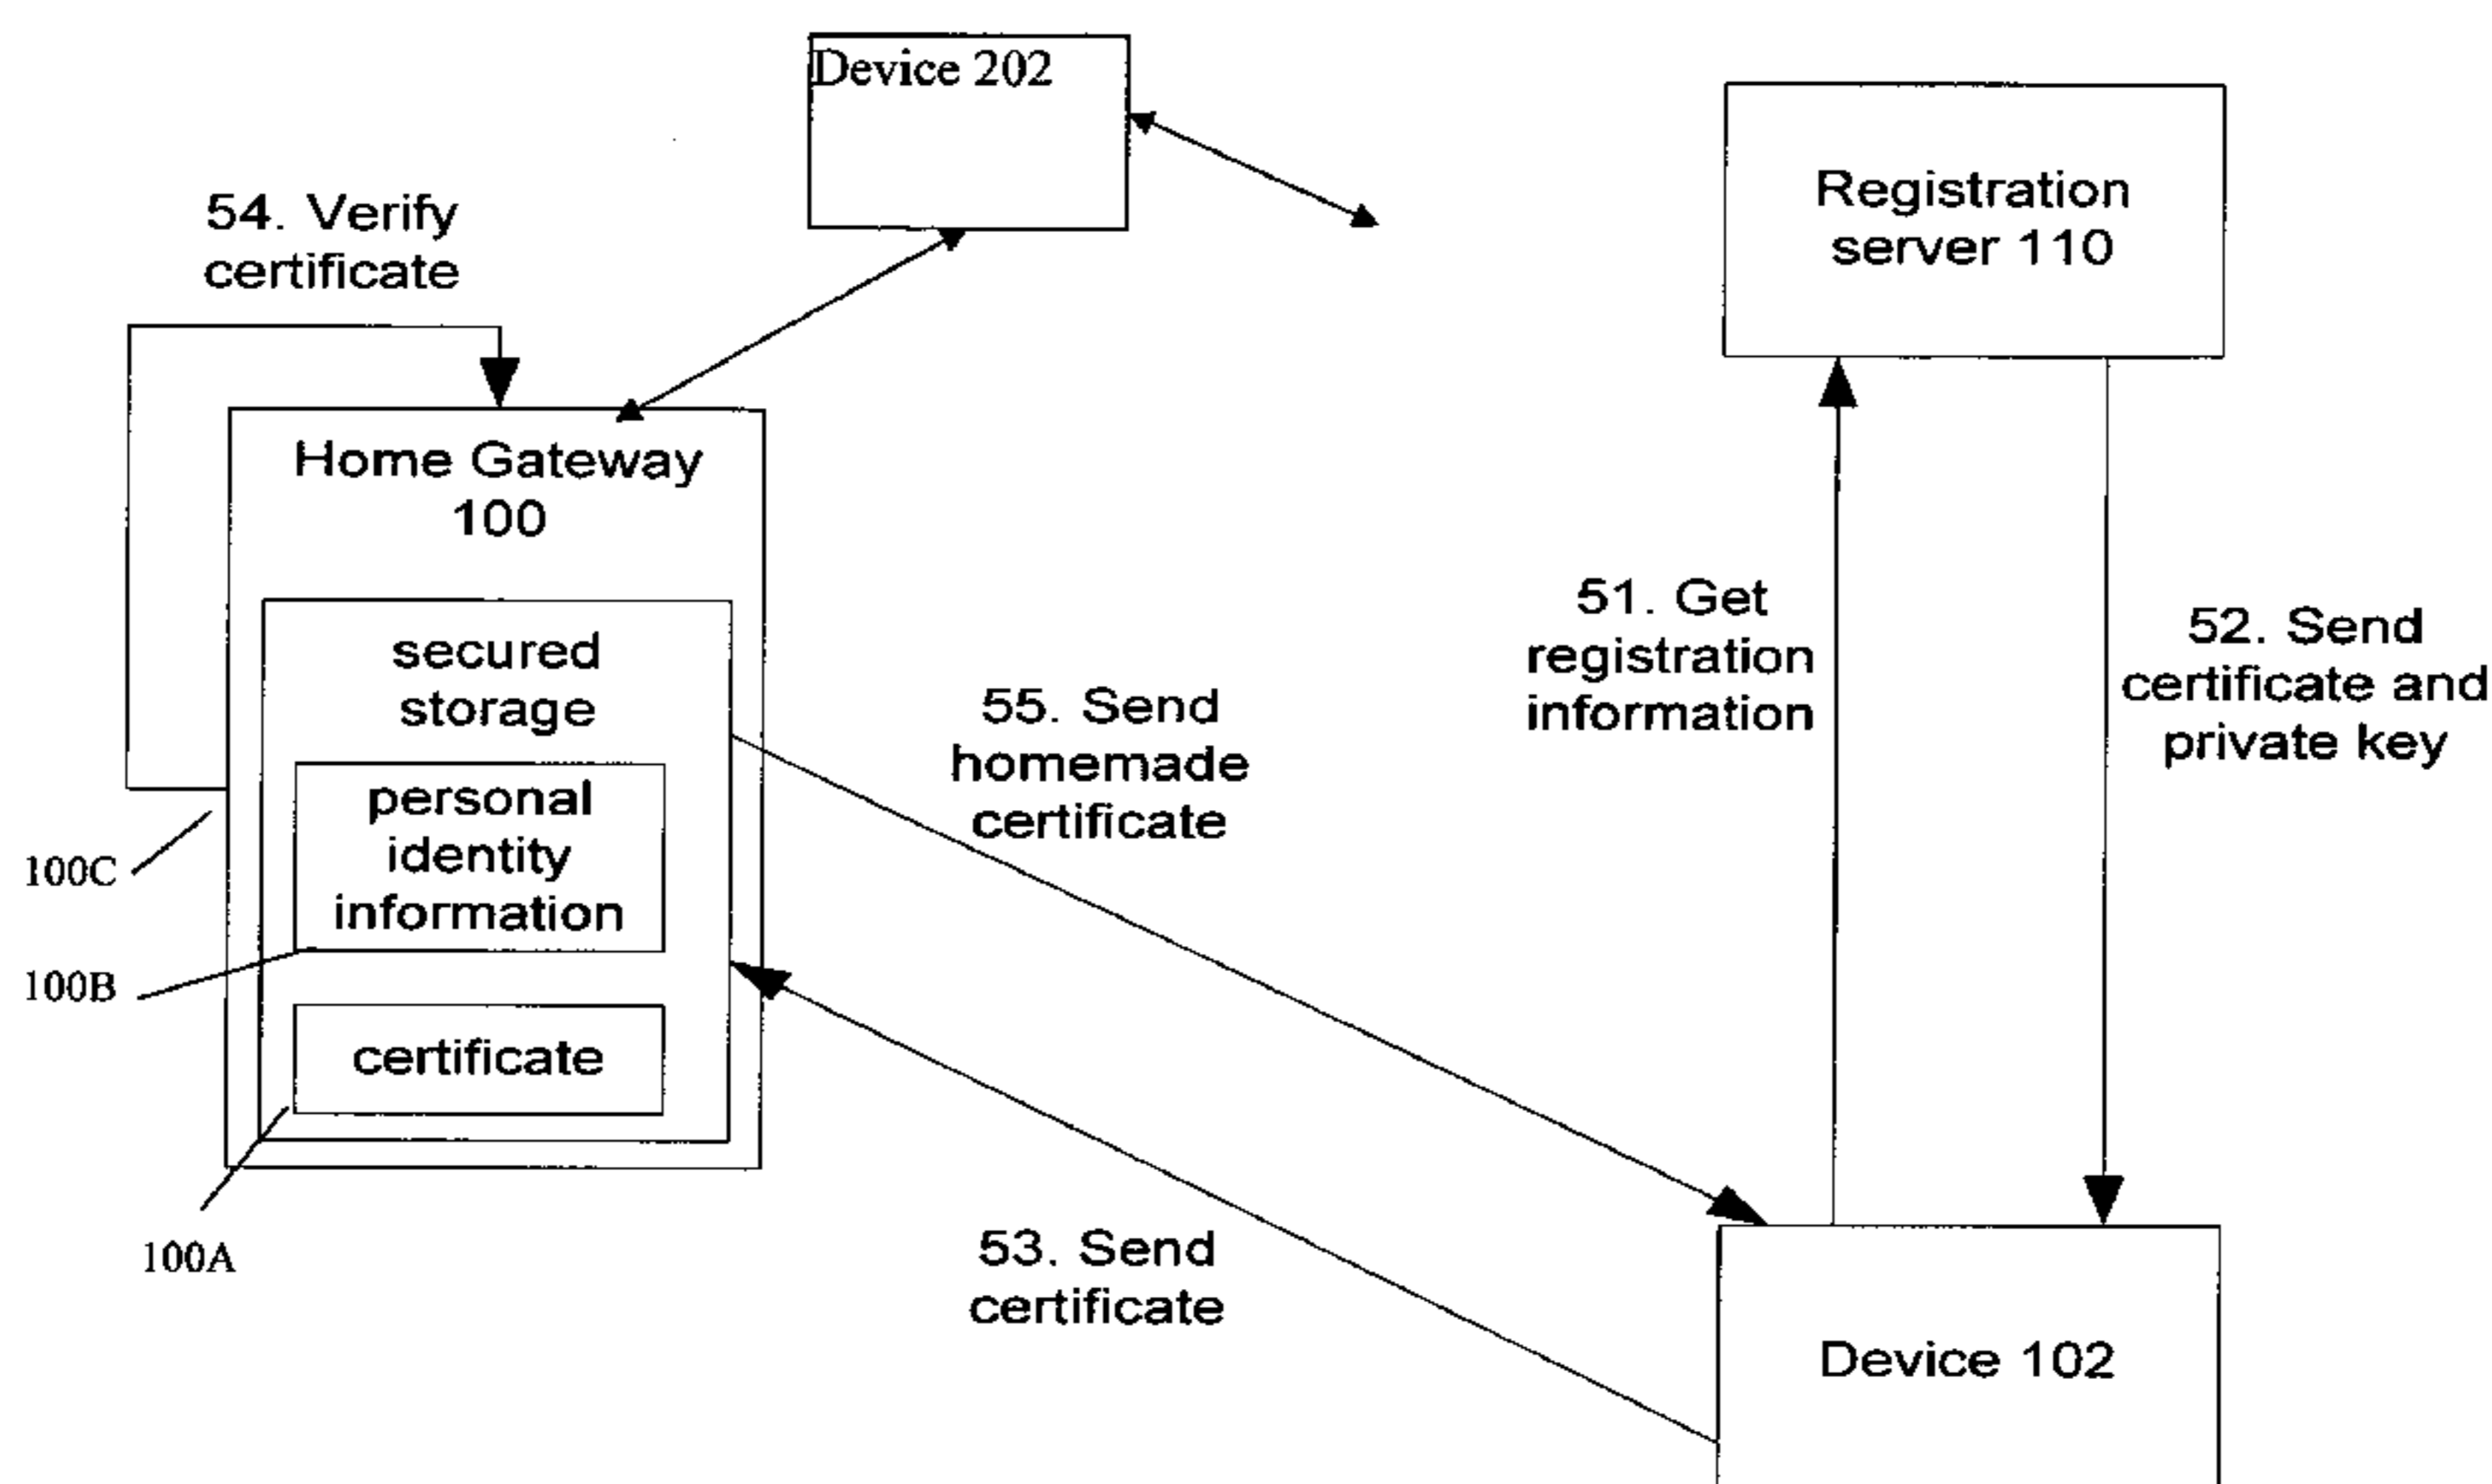 Device 202
Registration
server 110
54. Verify
certificate
Home Gateway
100
secured
storage
personal
identity
information
certificate
100C
100B
100A
55. Send
homemade
certificate
51. Get
registration
information
52. Send
certificate and
private key
53. Send
certificate
Device 102